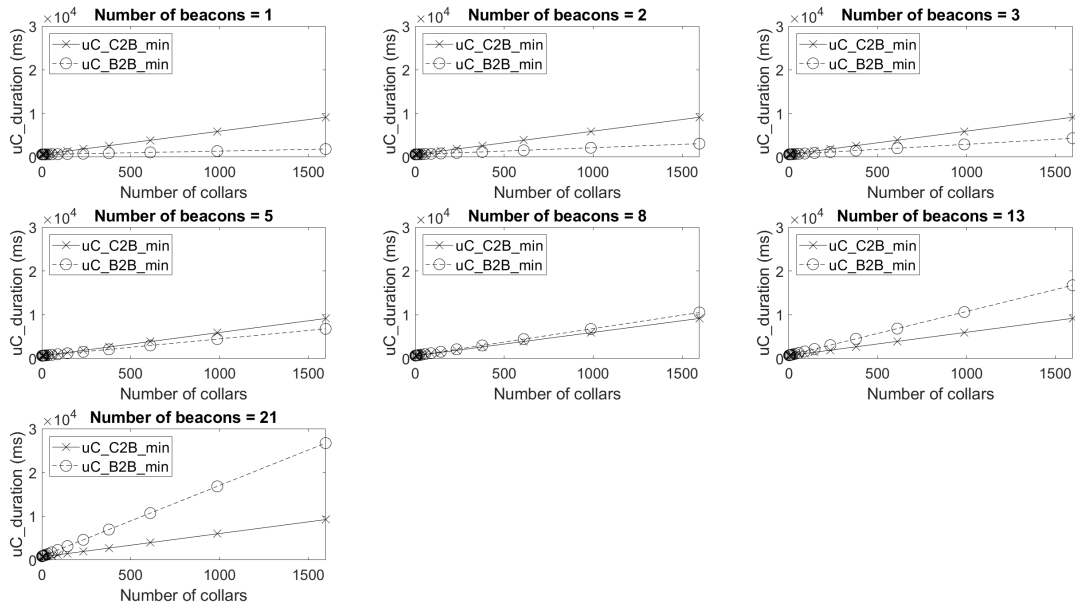 Number of beacons = 1
×10^4
uC_duration (ms)
3
2
1
0
uC_C2B_min
uC_B2B_min
0 500 1000 1500
Number of collars
Number of beacons = 2
×10^4
uC_duration (ms)
3
2
1
0
uC_C2B_min
uC_B2B_min
0 500 1000 1500
Number of collars
Number of beacons = 3
×10^4
uC_duration (ms)
3
2
1
0
uC_C2B_min
uC_B2B_min
0 500 1000 1500
Number of collars
Number of beacons = 5
×10^4
uC_duration (ms)
3
2
1
0
uC_C2B_min
uC_B2B_min
0 500 1000 1500
Number of collars
Number of beacons = 8
×10^4
uC_duration (ms)
3
2
1
0
uC_C2B_min
uC_B2B_min
0 500 1000 1500
Number of collars
Number of beacons = 13
×10^4
uC_duration (ms)
3
2
1
0
uC_C2B_min
uC_B2B_min
0 500 1000 1500
Number of collars
Number of beacons = 21
×10^4
uC_duration (ms)
3
2
1
0
uC_C2B_min
uC_B2B_min
0 500 1000 1500
Number of collars